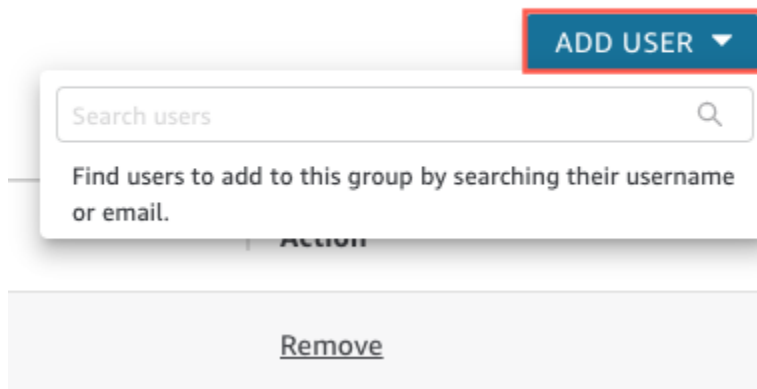 ADD USER
Search users
Find users to add to this group by searching their username
or email.
Action
Remove